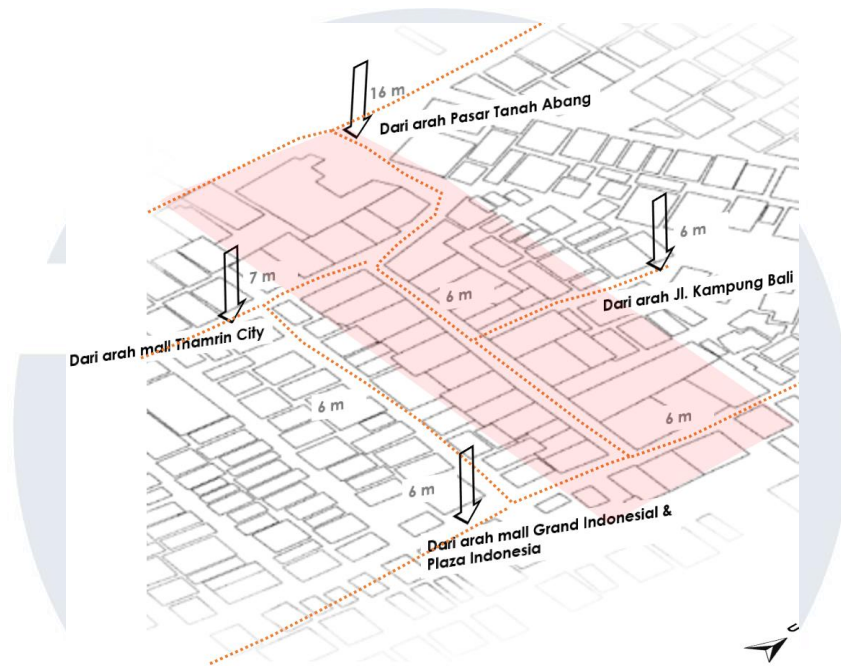 16 m
Dari arah Pasar Tanah Abang
6 m
7 m
Dari arah Jl. Kampung Bali
6 m
Dari arah mall Thamrin City
6 m
6 m
6 m
Dari arah mall Grand Indonesial &
Plaza Indonesia